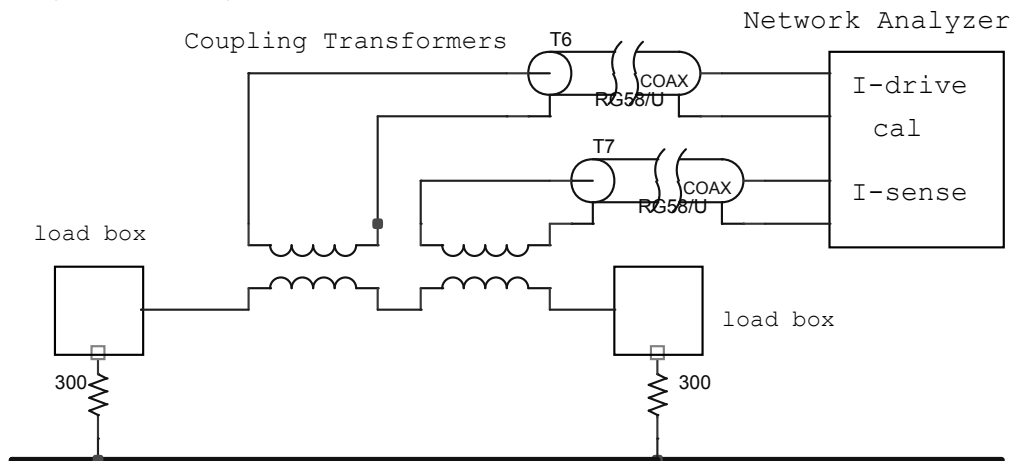 Network Analyzer
Coupling Transformers
T6
COAX
RG58/U
I-drive
cal
T7
COAX
RG58/U
I-sense
load box
load box
300
300